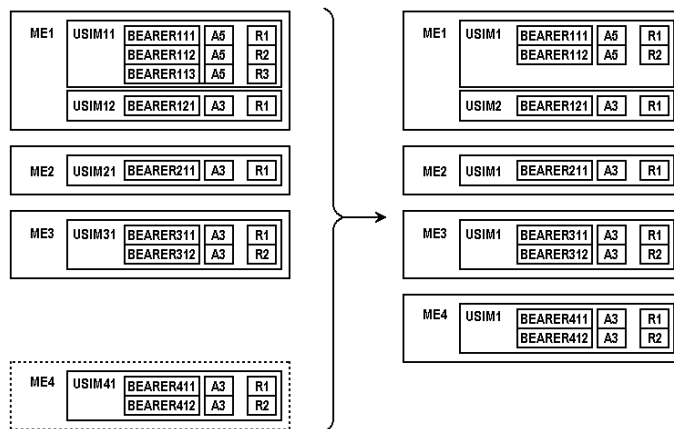 ME1 USIM11 BEARER111 A5 R1
BEARER112 A5 R2
BEARER113 A5 R3
USIM12 BEARER121 A3 R1
ME2 USIM21 BEARER211 A3 R1
ME3 USIM31 BEARER311 A3 R1
BEARER312 A3 R2
ME4 USIM41 BEARER411 A3 R1
BEARER412 A3 R2
ME1 USIM1 BEARER111 A5 R1
BEARER112 A5 R2
USIM2 BEARER121 A3 R1
ME2 USIM1 BEARER211 A3 R1
ME3 USIM1 BEARER311 A3 R1
BEARER312 A3 R2
ME4 USIM1 BEARER411 A3 R1
BEARER412 A3 R2